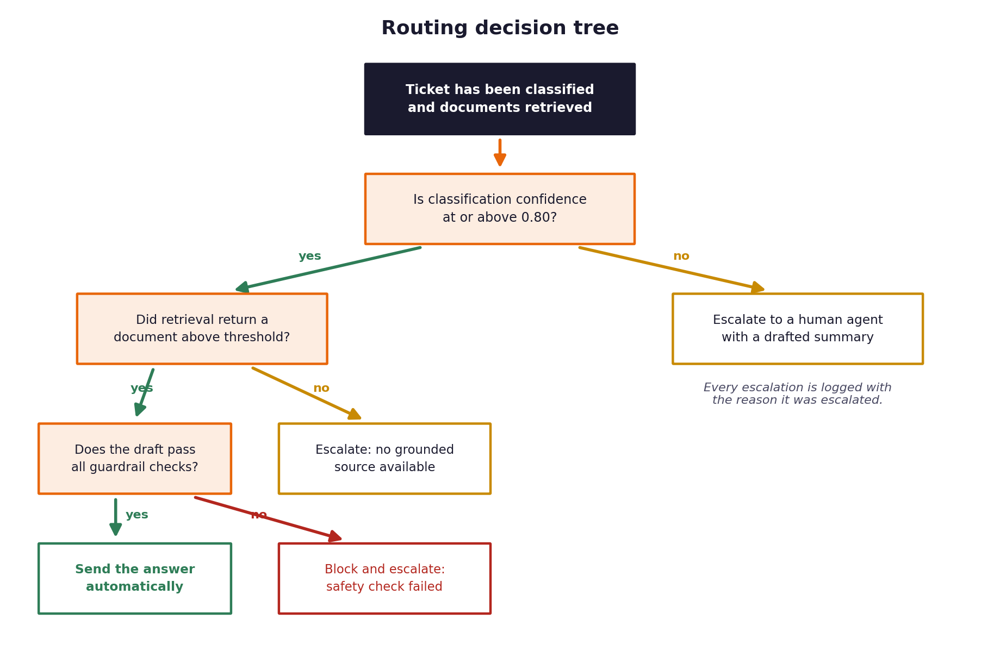 Routing decision tree
Ticket has been classified
and documents retrieved
Is classification confidence
at or above 0.80?
yes
no
Did retrieval return a
document above threshold?
Escalate to a human agent
with a drafted summary
Every escalation is logged with
the reason it was escalated.
yes
no
Does the draft pass
all guardrail checks?
Escalate: no grounded
source available
yes
no
Send the answer
automatically
Block and escalate:
safety check failed